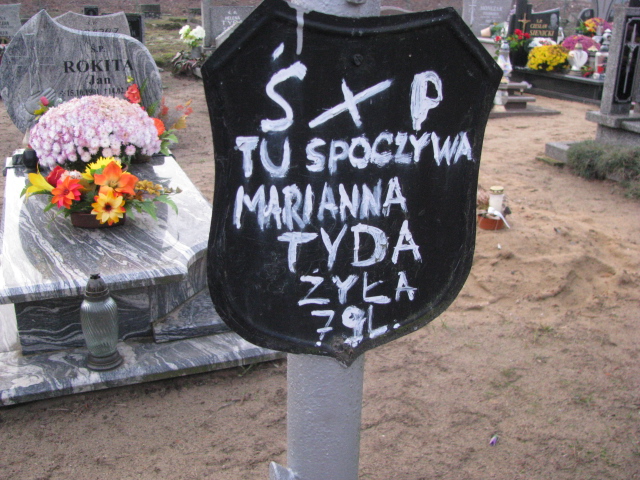 Ś X P
TU SPOCZYWA
MARIANNA
TYDA
ŻYŁA
79L.
Ś.P.
ROKITA
Jan